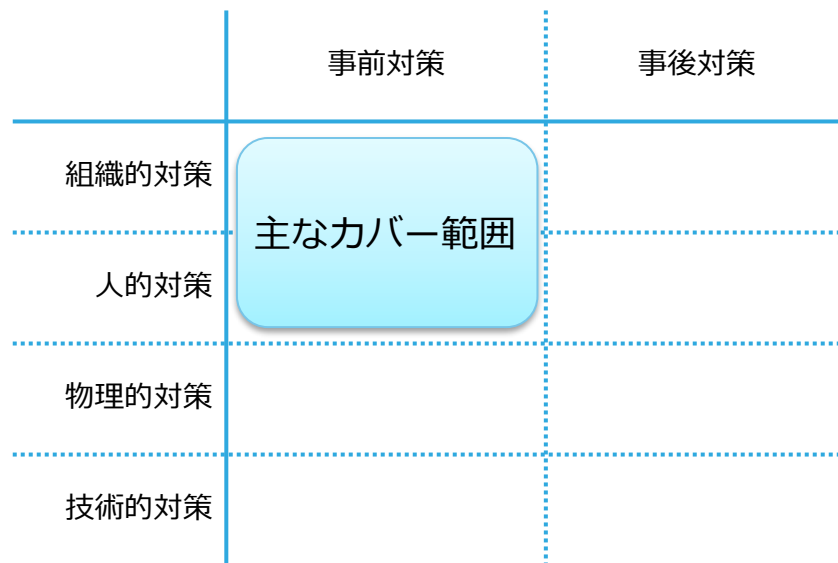 事前対策
事後対策
組織的対策
主なカバー範囲
人的対策
物理的対策
技術的対策